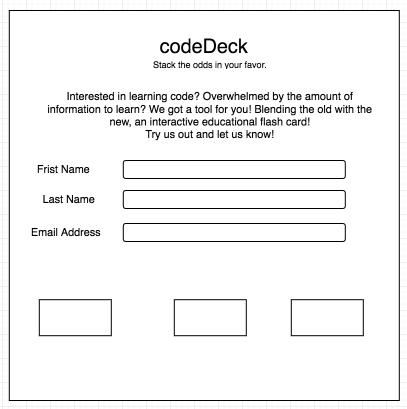 codeDeck
Stack the odds in your favor.
Interested in learning code? Overwhelmed by the amount of
information to learn? We got a tool for you! Blending the old with the
new, an interactive educational flash card!
Try us out and let us know!
Frist Name
Last Name
Email Address